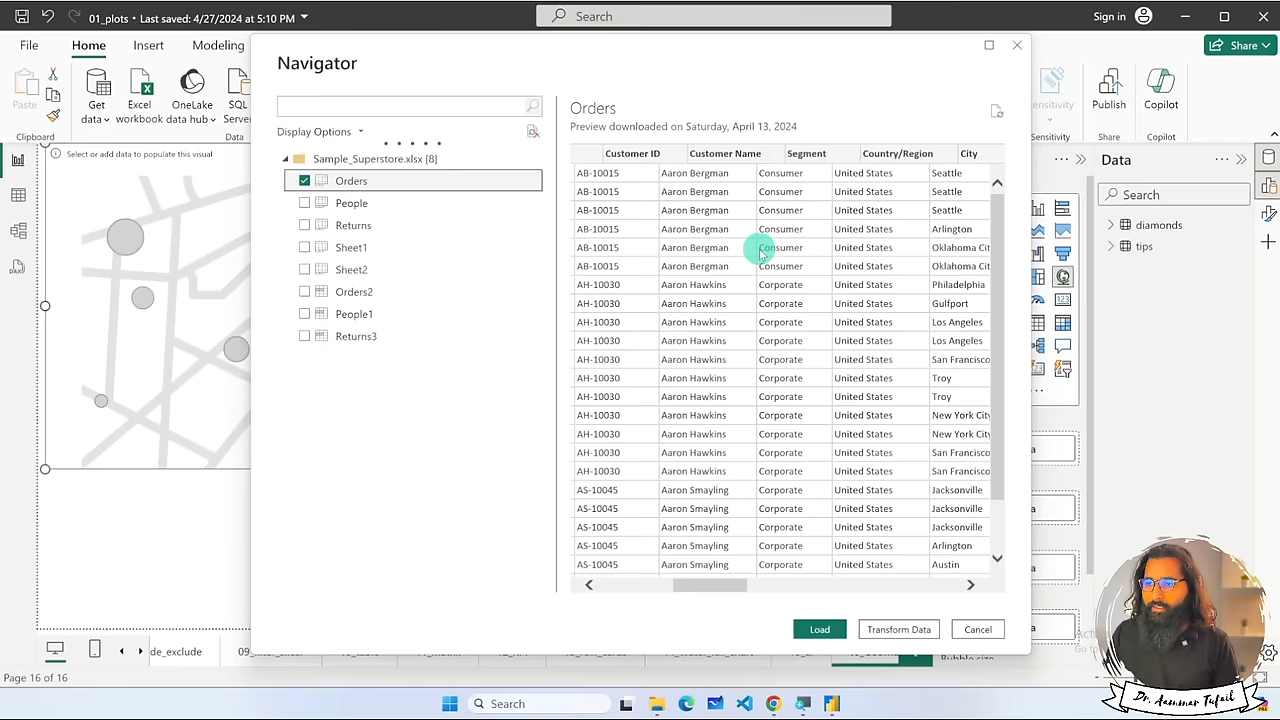 01_plots • Last saved: 4/27/2024 at 5:10 PM
Search
Sign in
File
Home
Insert
Modeling
Share
Paste
Get data
Excel workbook
OneLake data hub
SQL Server
Clipboard
Data
Sensitivity
Publish
Copilot
Sensitivity
Share
Copilot
Select or add data to populate this visual
Navigator
Display Options
Sample_Superstore.xlsx [8]
Orders
People
Returns
Sheet1
Sheet2
Orders2
People1
Returns3
Orders
Preview downloaded on Saturday, April 13, 2024
Customer ID Customer Name Segment Country/Region City
AB-10015 Aaron Bergman Consumer United States Seattle
AB-10015 Aaron Bergman Consumer United States Seattle
AB-10015 Aaron Bergman Consumer United States Seattle
AB-10015 Aaron Bergman Consumer United States Arlington
AB-10015 Aaron Bergman Consumer United States Oklahoma Cit
AB-10015 Aaron Bergman Consumer United States Oklahoma Cit
AH-10030 Aaron Hawkins Corporate United States Philadelphia
AH-10030 Aaron Hawkins Corporate United States Gulfport
AH-10030 Aaron Hawkins Corporate United States Los Angeles
AH-10030 Aaron Hawkins Corporate United States Los Angeles
AH-10030 Aaron Hawkins Corporate United States San Francisco
AH-10030 Aaron Hawkins Corporate United States Troy
AH-10030 Aaron Hawkins Corporate United States Troy
AH-10030 Aaron Hawkins Corporate United States New York City
AH-10030 Aaron Hawkins Corporate United States New York City
AH-10030 Aaron Hawkins Corporate United States San Francisco
AH-10030 Aaron Hawkins Corporate United States San Francisco
AS-10045 Aaron Smayling Corporate United States Jacksonville
AS-10045 Aaron Smayling Corporate United States Jacksonville
AS-10045 Aaron Smayling Corporate United States Jacksonville
AS-10045 Aaron Smayling Corporate United States Arlington
AS-10045 Aaron Smayling Corporate United States Austin
Load
Transform Data
Cancel
Data
Search
diamonds
tips
de_exclude
Bubble size
Page 16 of 16
Search
Dr. Aammar Tufail